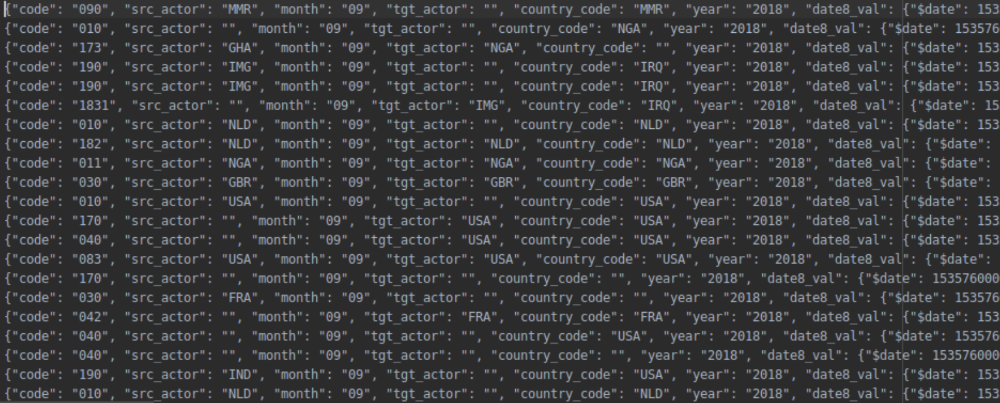 {"code": "090", "src_actor": "MMR", "month": "09", "tgt_actor": "", "country_code": "MMR", "year": "2018", "date8_val": {"$date": 153
{"code": "010", "src_actor": "", "month": "09", "tgt_actor": "", "country_code": "NGA", "year": "2018", "date8_val": {"$date": 153576
{"code": "173", "src_actor": "GHA", "month": "09", "tgt_actor": "NGA", "country_code": "", "year": "2018", "date8_val": {"$date": 153
{"code": "190", "src_actor": "IMG", "month": "09", "tgt_actor": "", "country_code": "IRQ", "year": "2018", "date8_val": {"$date": 153
{"code": "190", "src_actor": "IMG", "month": "09", "tgt_actor": "", "country_code": "IRQ", "year": "2018", "date8_val": {"$date": 153
{"code": "1831", "src_actor": "", "month": "09", "tgt_actor": "IMG", "country_code": "IRQ", "year": "2018", "date8_val": {"$date": 15
{"code": "010", "src_actor": "NLD", "month": "09", "tgt_actor": "", "country_code": "NLD", "year": "2018", "date8_val": {"$date": 153
{"code": "182", "src_actor": "NLD", "month": "09", "tgt_actor": "NLD", "country_code": "NLD", "year": "2018", "date8_val": {"$date":
{"code": "011", "src_actor": "NGA", "month": "09", "tgt_actor": "NGA", "country_code": "NGA", "year": "2018", "date8_val": {"$date":
{"code": "030", "src_actor": "GBR", "month": "09", "tgt_actor": "GBR", "country_code": "GBR", "year": "2018", "date8_val": {"$date":
{"code": "010", "src_actor": "USA", "month": "09", "tgt_actor": "", "country_code": "USA", "year": "2018", "date8_val": {"$date": 153
{"code": "170", "src_actor": "", "month": "09", "tgt_actor": "USA", "country_code": "USA", "year": "2018", "date8_val": {"$date": 153
{"code": "040", "src_actor": "", "month": "09", "tgt_actor": "USA", "country_code": "USA", "year": "2018", "date8_val": {"$date": 153
{"code": "083", "src_actor": "USA", "month": "09", "tgt_actor": "USA", "country_code": "USA", "year": "2018", "date8_val": {"$date":
{"code": "170", "src_actor": "", "month": "09", "tgt_actor": "", "country_code": "", "year": "2018", "date8_val": {"$date": 153576000
{"code": "030", "src_actor": "FRA", "month": "09", "tgt_actor": "", "country_code": "", "year": "2018", "date8_val": {"$date": 153576
{"code": "042", "src_actor": "", "month": "09", "tgt_actor": "FRA", "country_code": "FRA", "year": "2018", "date8_val": {"$date": 153
{"code": "040", "src_actor": "", "month": "09", "tgt_actor": "", "country_code": "USA", "year": "2018", "date8_val": {"$date": 153576
{"code": "040", "src_actor": "", "month": "09", "tgt_actor": "", "country_code": "", "year": "2018", "date8_val": {"$date": 153576000
{"code": "190", "src_actor": "IND", "month": "09", "tgt_actor": "", "country_code": "USA", "year": "2018", "date8_val": {"$date": 153
{"code": "010", "src_actor": "NLD", "month": "09", "tgt_actor": "", "country_code": "NLD", "year": "2018", "date8_val": {"$date": 153